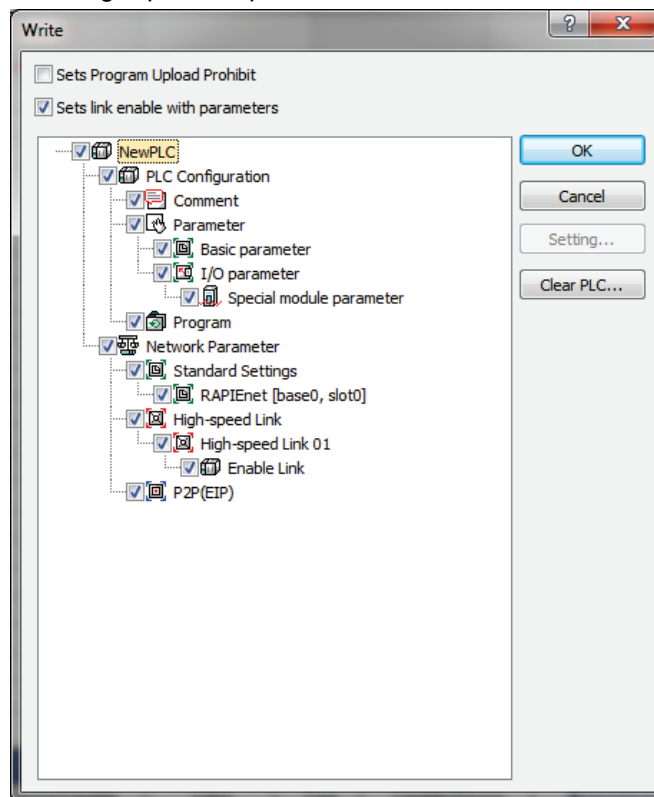 Write
Sets Program Upload Prohibit
Sets link enable with parameters
NewPLC
PLC Configuration
Comment
Parameter
Basic parameter
I/O parameter
Special module parameter
Program
Network Parameter
Standard Settings
RAPIEnet [base0, slot0]
High-speed Link
High-speed Link 01
Enable Link
P2P(EIP)
OK
Cancel
Setting...
Clear PLC...